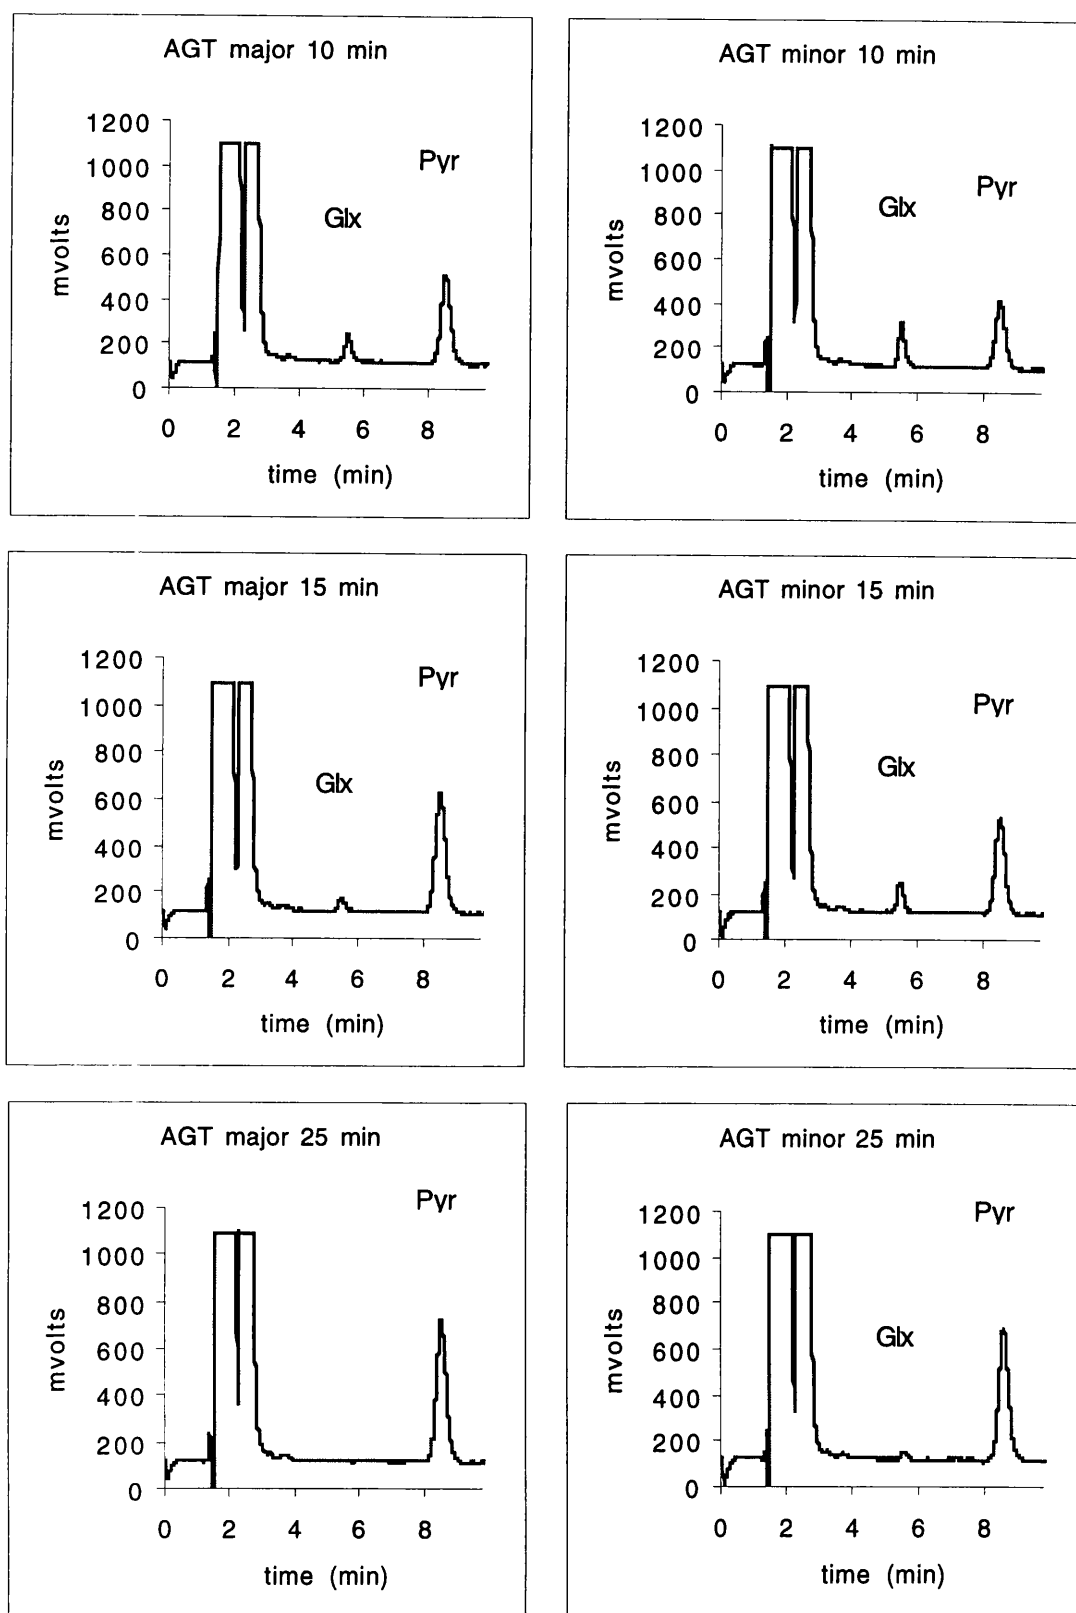 AGT major 10 min
1200
1000
800
600
400
200
0
mvolts
Glx
Pyr
0 2 4 6 8
time (min)
AGT minor 10 min
1200
1000
800
600
400
200
0
mvolts
Glx
Pyr
0 2 4 6 8
time (min)
AGT major 15 min
1200
1000
800
600
400
200
0
mvolts
Glx
Pyr
0 2 4 6 8
time (min)
AGT minor 15 min
1200
1000
800
600
400
200
0
mvolts
Glx
Pyr
0 2 4 6 8
time (min)
AGT major 25 min
1200
1000
800
600
400
200
0
mvolts
Pyr
0 2 4 6 8
time (min)
AGT minor 25 min
1200
1000
800
600
400
200
0
mvolts
Glx
Pyr
0 2 4 6 8
time (min)